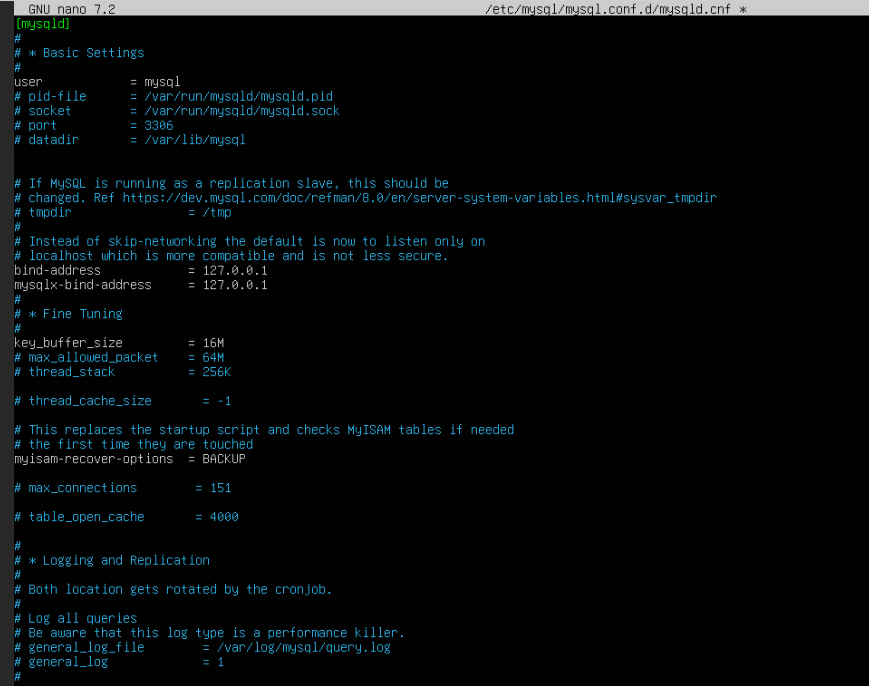 GNU nano 7.2 /etc/mysql/mysql.conf.d/mysqld.cnf *
[mysqld]
#
# * Basic Settings
#
user = mysql
# pid-file = /var/run/mysqld/mysqld.pid
# socket = /var/run/mysqld/mysqld.sock
# port = 3306
# datadir = /var/lib/mysql
# If MySQL is running as a replication slave, this should be
# changed. Ref https://dev.mysql.com/doc/refman/8.0/en/server-system-variables.html#sysvar_tmpdir
# tmpdir = /tmp
#
# Instead of skip-networking the default is now to listen only on
# localhost which is more compatible and is not less secure.
bind-address = 127.0.0.1
mysqlx-bind-address = 127.0.0.1
#
# * Fine Tuning
#
key_buffer_size = 16M
# max_allowed_packet = 64M
# thread_stack = 256K
# thread_cache_size = -1
# This replaces the startup script and checks MyISAM tables if needed
# the first time they are touched
myisam-recover-options = BACKUP
# max_connections = 151
# table_open_cache = 4000
#
# * Logging and Replication
#
# Both location gets rotated by the cronjob.
#
# Log all queries
# Be aware that this log type is a performance killer.
# general_log_file = /var/log/mysql/query.log
# general_log = 1
#